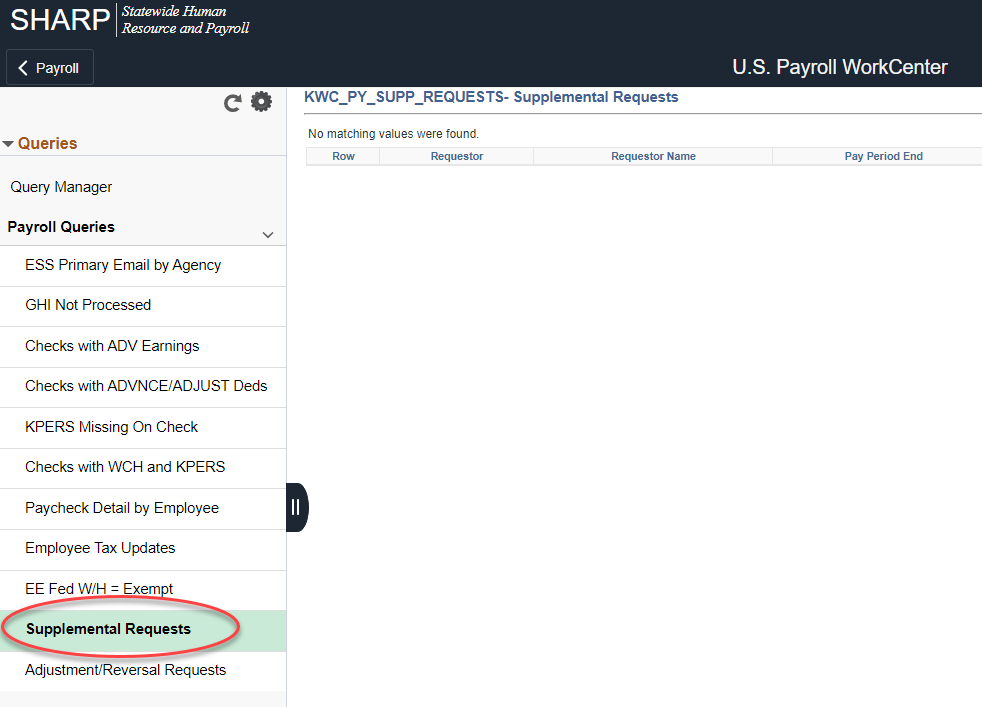 SHARP Statewide Human
Resource and Payroll
Payroll
U.S. Payroll WorkCenter
Queries
Query Manager
Payroll Queries
ESS Primary Email by Agency
GHI Not Processed
Checks with ADV Earnings
Checks with ADVNCE/ADJUST Deds
KPERS Missing On Check
Checks with WCH and KPERS
Paycheck Detail by Employee
Employee Tax Updates
EE Fed W/H = Exempt
Supplemental Requests
Adjustment/Reversal Requests
KWC_PY_SUPP_REQUESTS- Supplemental Requests
No matching values were found.
Row Requestor Requestor Name Pay Period End